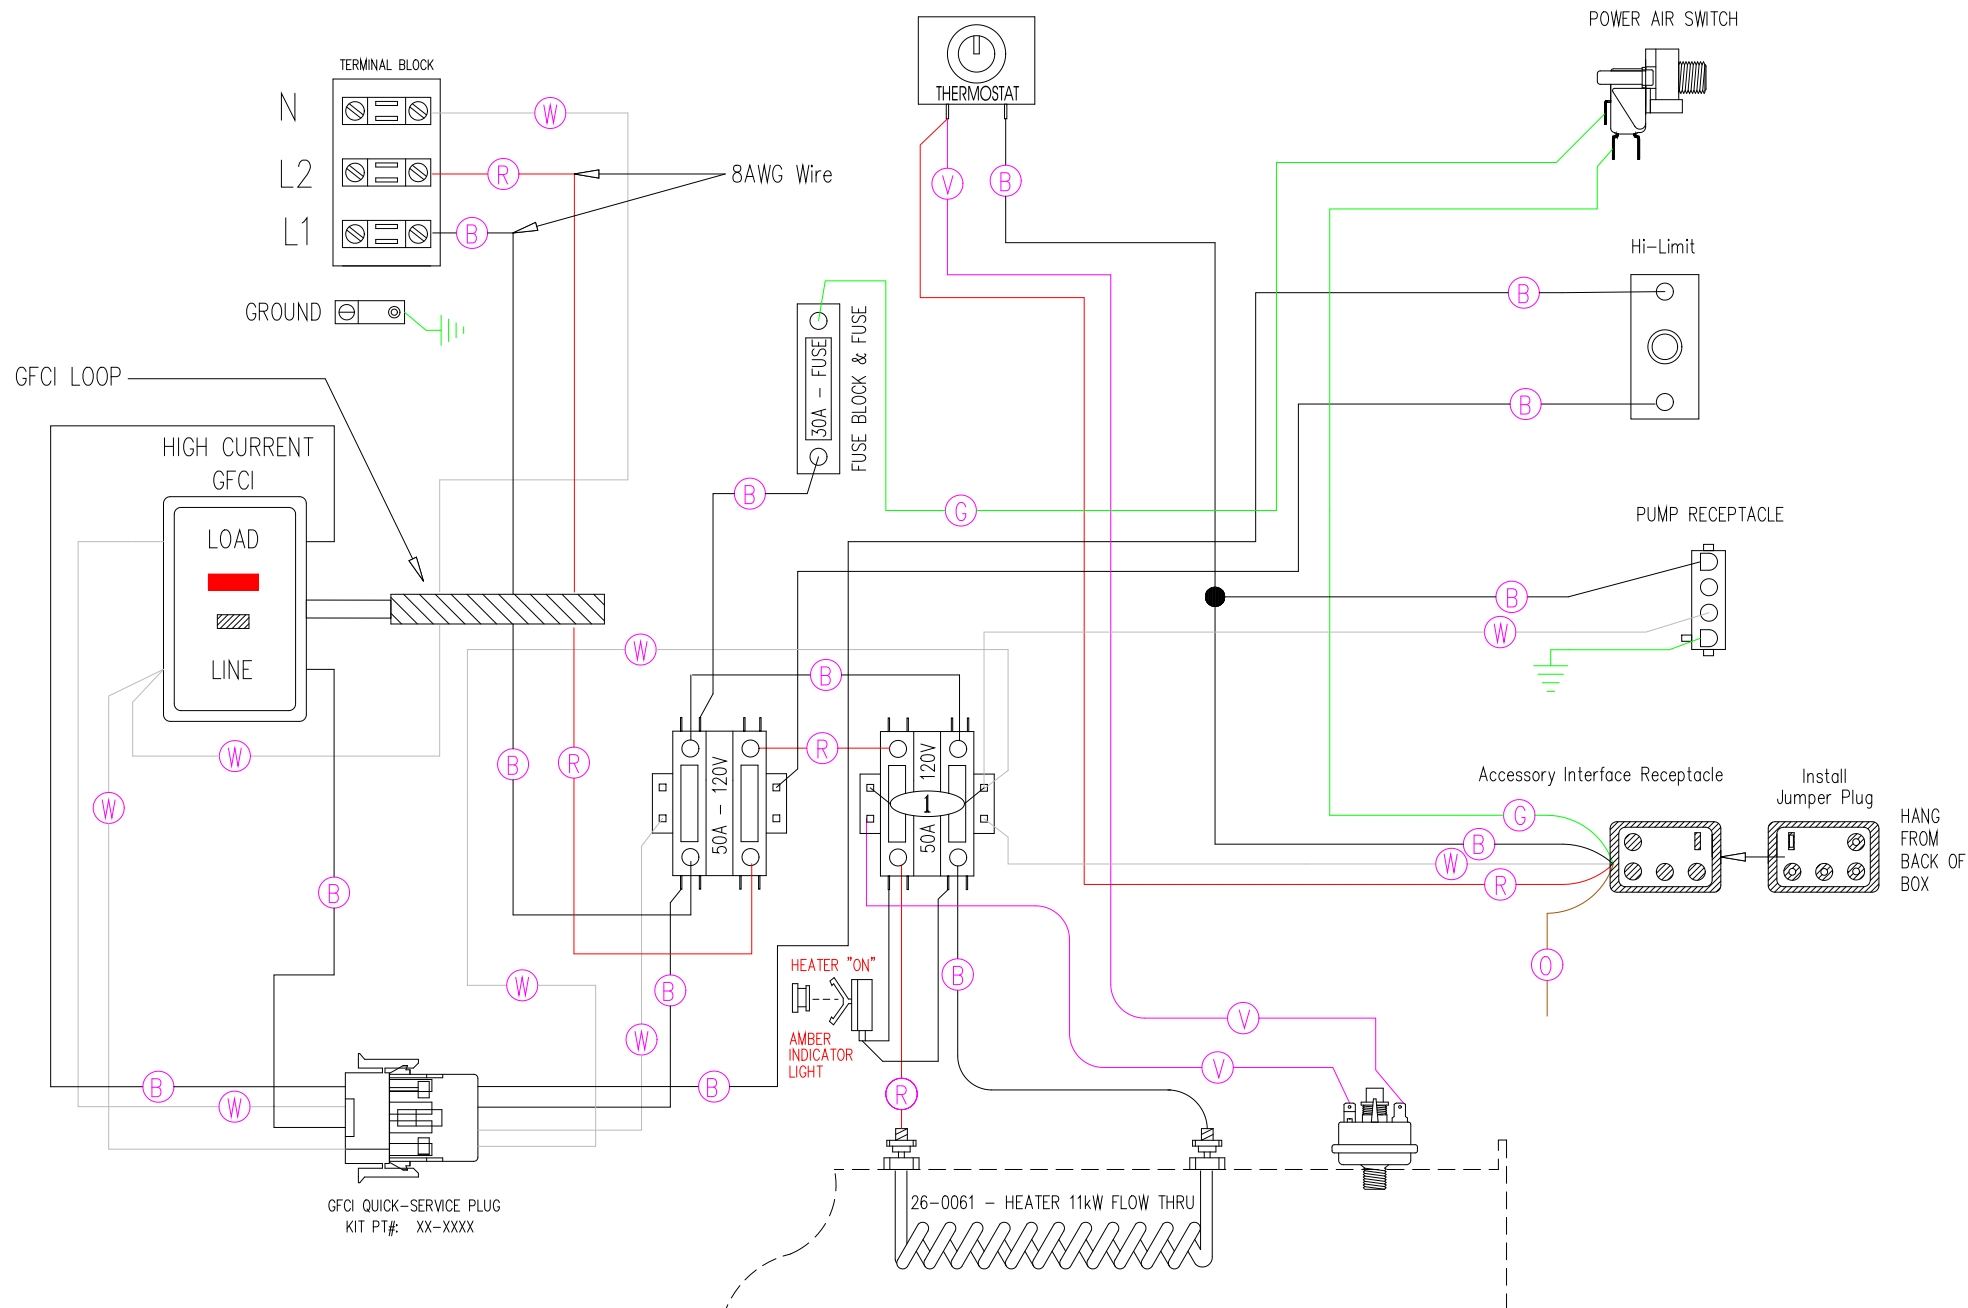 POWER AIR SWITCH
TERMINAL BLOCK
N
W
L2
R
L1
B
8AWG Wire
GROUND
THERMOSTAT
V
B
Hi-Limit
B
B
GFCI LOOP
HIGH CURRENT
GFCI
LOAD
LINE
30A - FUSE
FUSE BLOCK & FUSE
B
G
PUMP RECEPTACLE
B
W
W
B
R
W
B
R
W
B
50A - 120V
50A 120V
1
Accessory Interface Receptacle
Install
Jumper Plug
HANG
FROM
BACK OF
BOX
G
B
W
R
O
HEATER "ON"
AMBER
INDICATOR
LIGHT
W
B
W
B
V
V
B
W
B
R
GFCI QUICK-SERVICE PLUG
KIT PT#: XX-XXXX
26-0061 - HEATER 11kW FLOW THRU